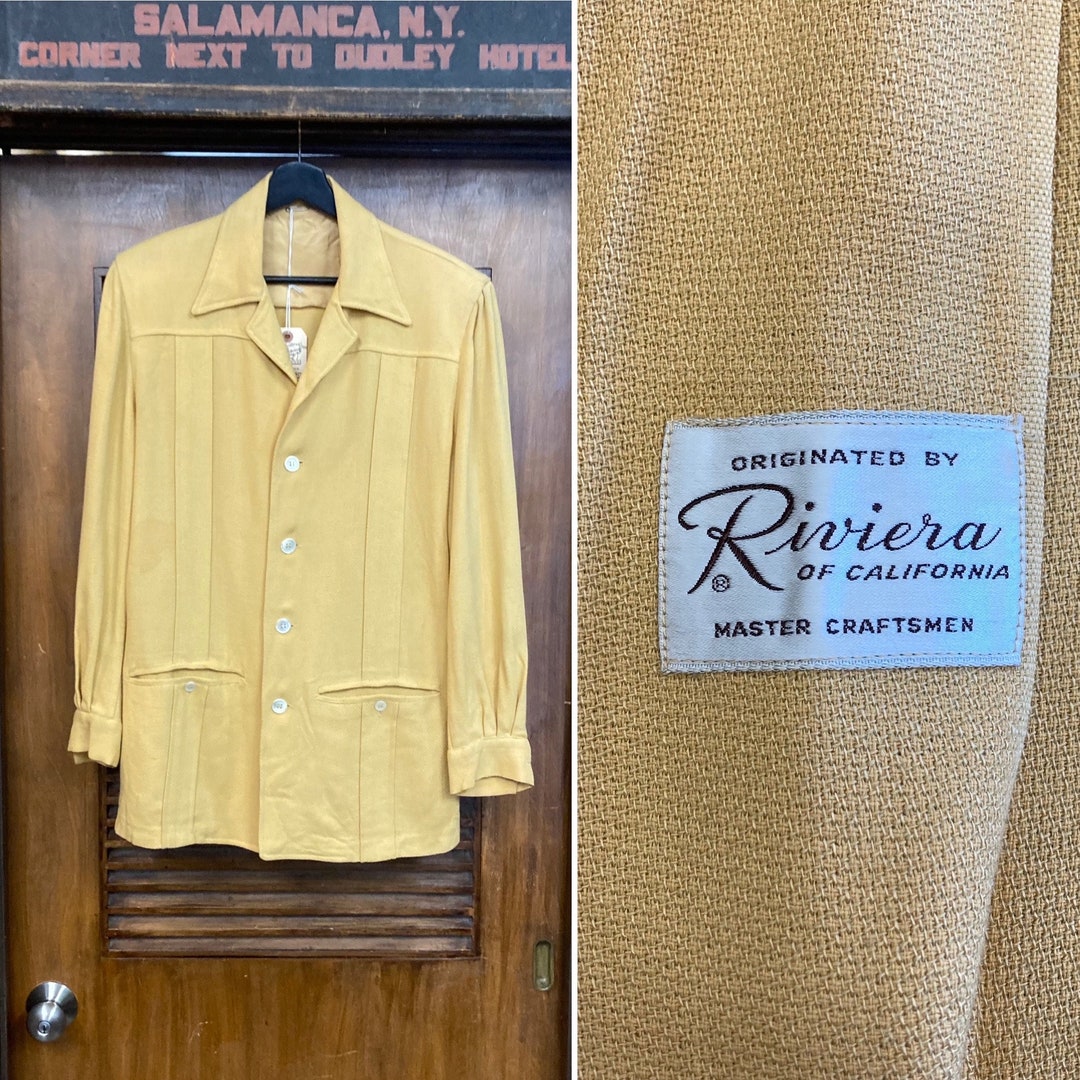 SALAMANCA, N.Y.
CORNER NEXT TO DUDLEY HOTEL
ORIGINATED BY
Riviera
®
OF CALIFORNIA
MASTER CRAFTSMEN